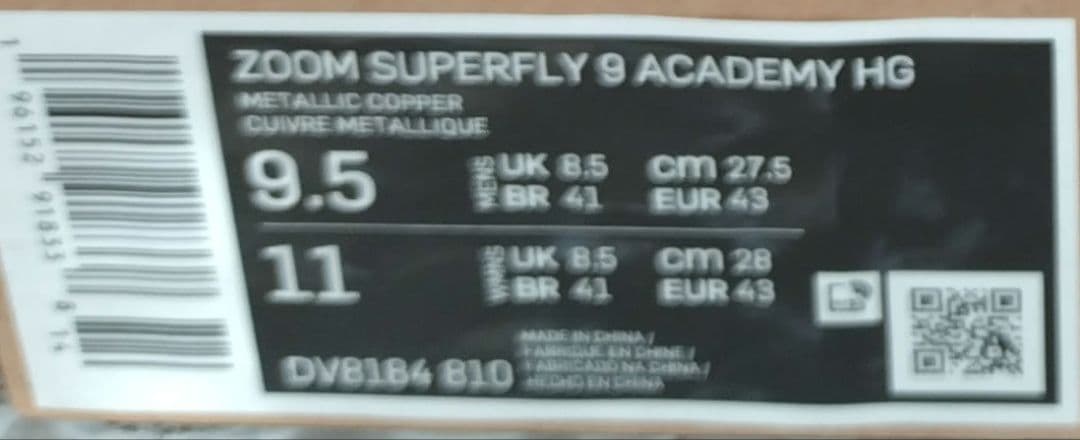 ZOOM SUPERFLY 9 ACADEMY HG
METALLIC COPPER
CUIVRE METALLIQUE
9.5 MENS UK 8.5 cm 27.5
BR 41 EUR 43
11 WMNS UK 8.5 cm 28
BR 41 EUR 43
MADE IN CHINA /
FABRIQUE EN CHINE /
FABRICADO NA CHINA /
HECHO EN CHINA
DV8184 810